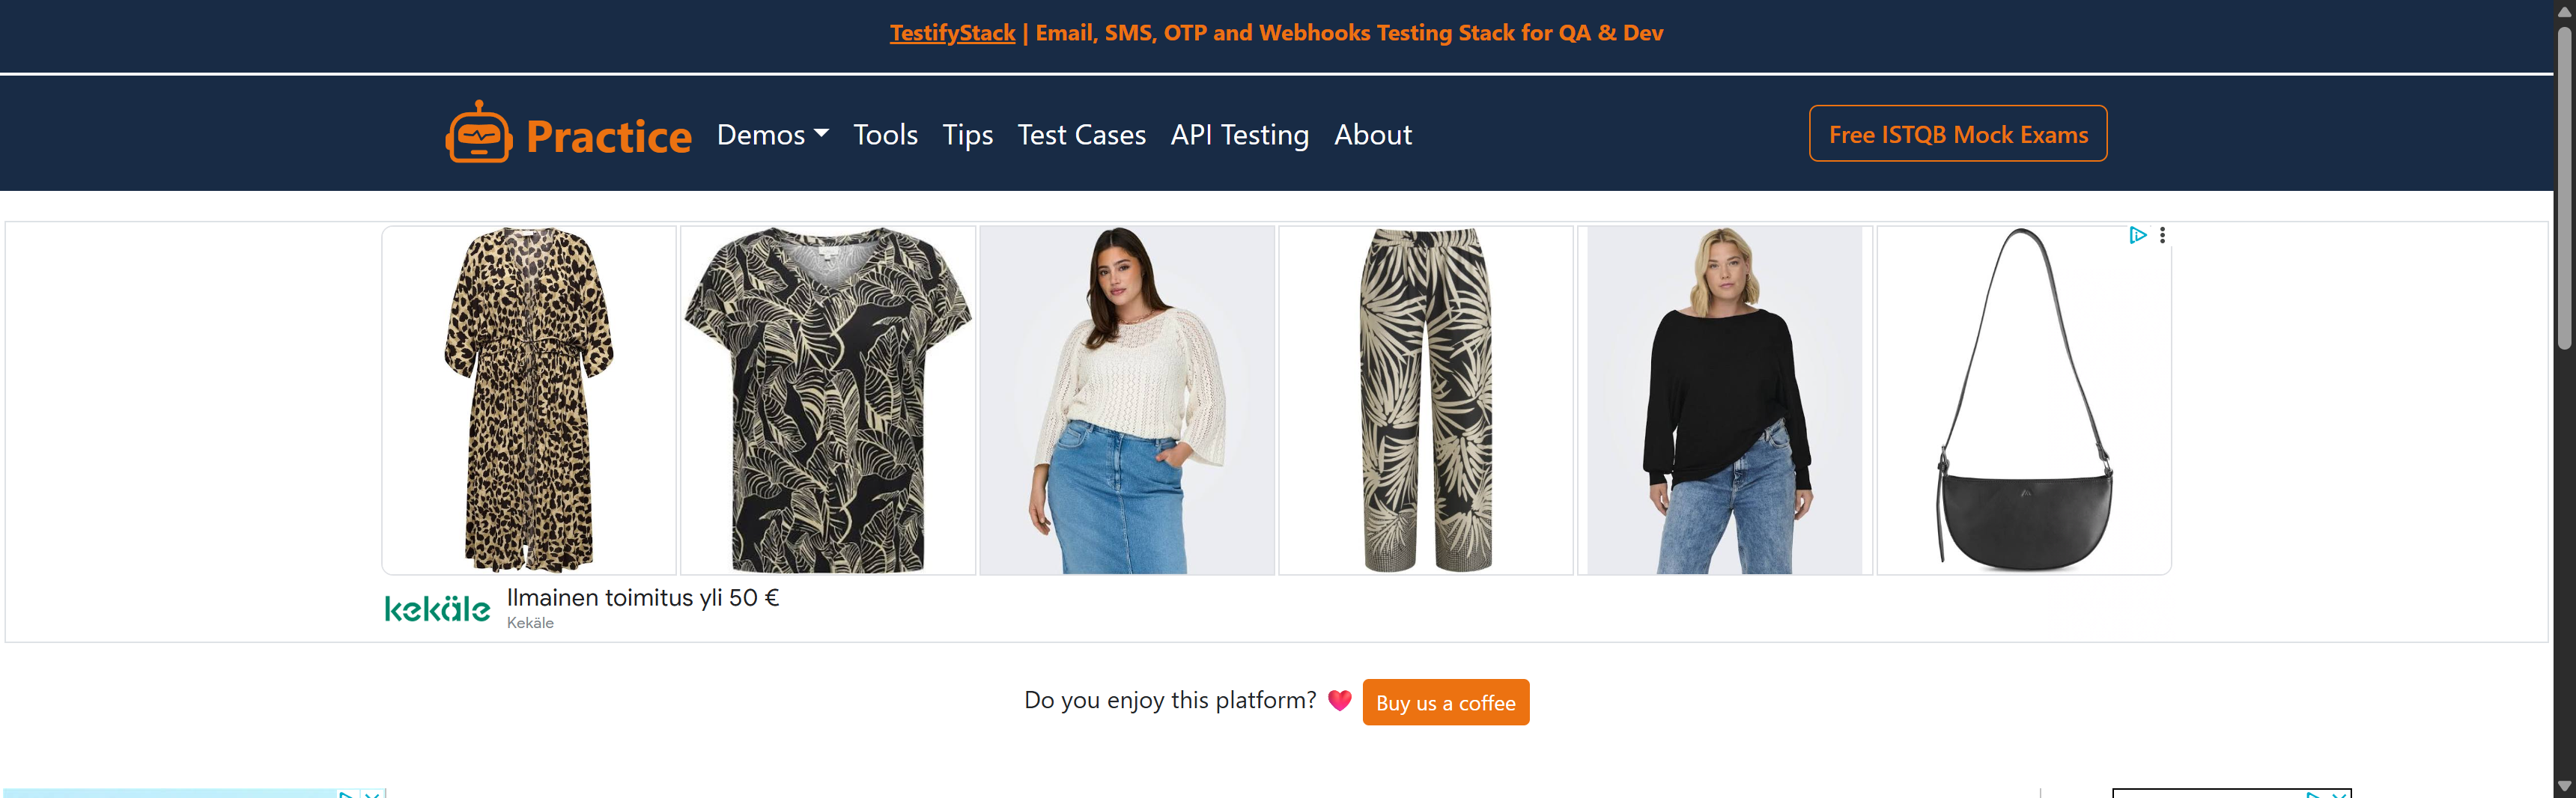 TestifyStack | Email, SMS, OTP and Webhooks Testing Stack for QA & Dev
Practice Demos Tools Tips Test Cases API Testing About Free ISTQB Mock Exams
kekäle Ilmainen toimitus yli 50 €
Kekäle
Do you enjoy this platform? Buy us a coffee